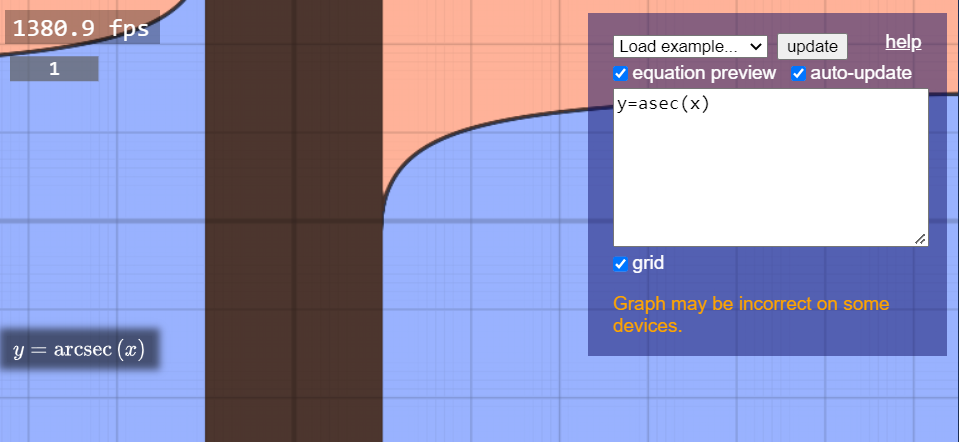 1380.9 fps
1
Load example...
update
help
equation preview
auto-update
y=asec(x)
grid
Graph may be incorrect on some
devices.
y = arcsec (x)